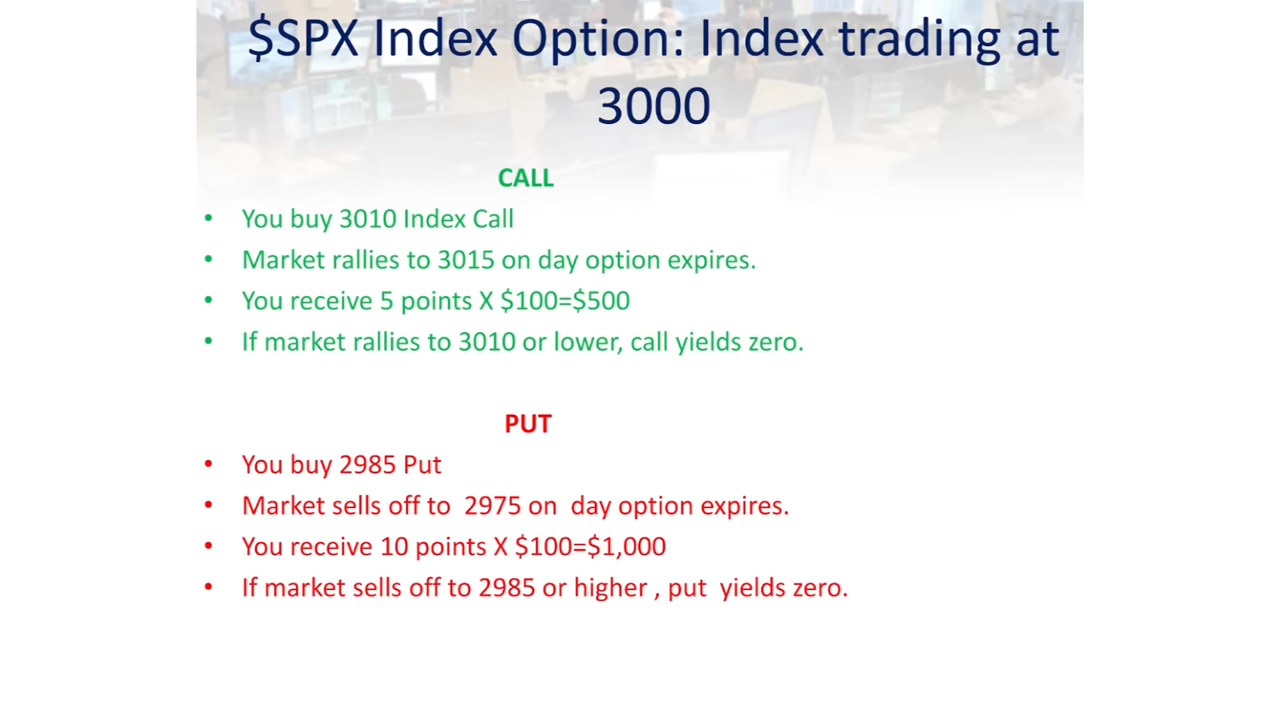 $SPX Index Option: Index trading at
3000
CALL
• You buy 3010 Index Call
• Market rallies to 3015 on day option expires.
• You receive 5 points X $100=$500
• If market rallies to 3010 or lower, call yields zero.
PUT
• You buy 2985 Put
• Market sells off to  2975 on  day option expires.
• You receive 10 points X $100=$1,000
• If market sells off to 2985 or higher , put  yields zero.